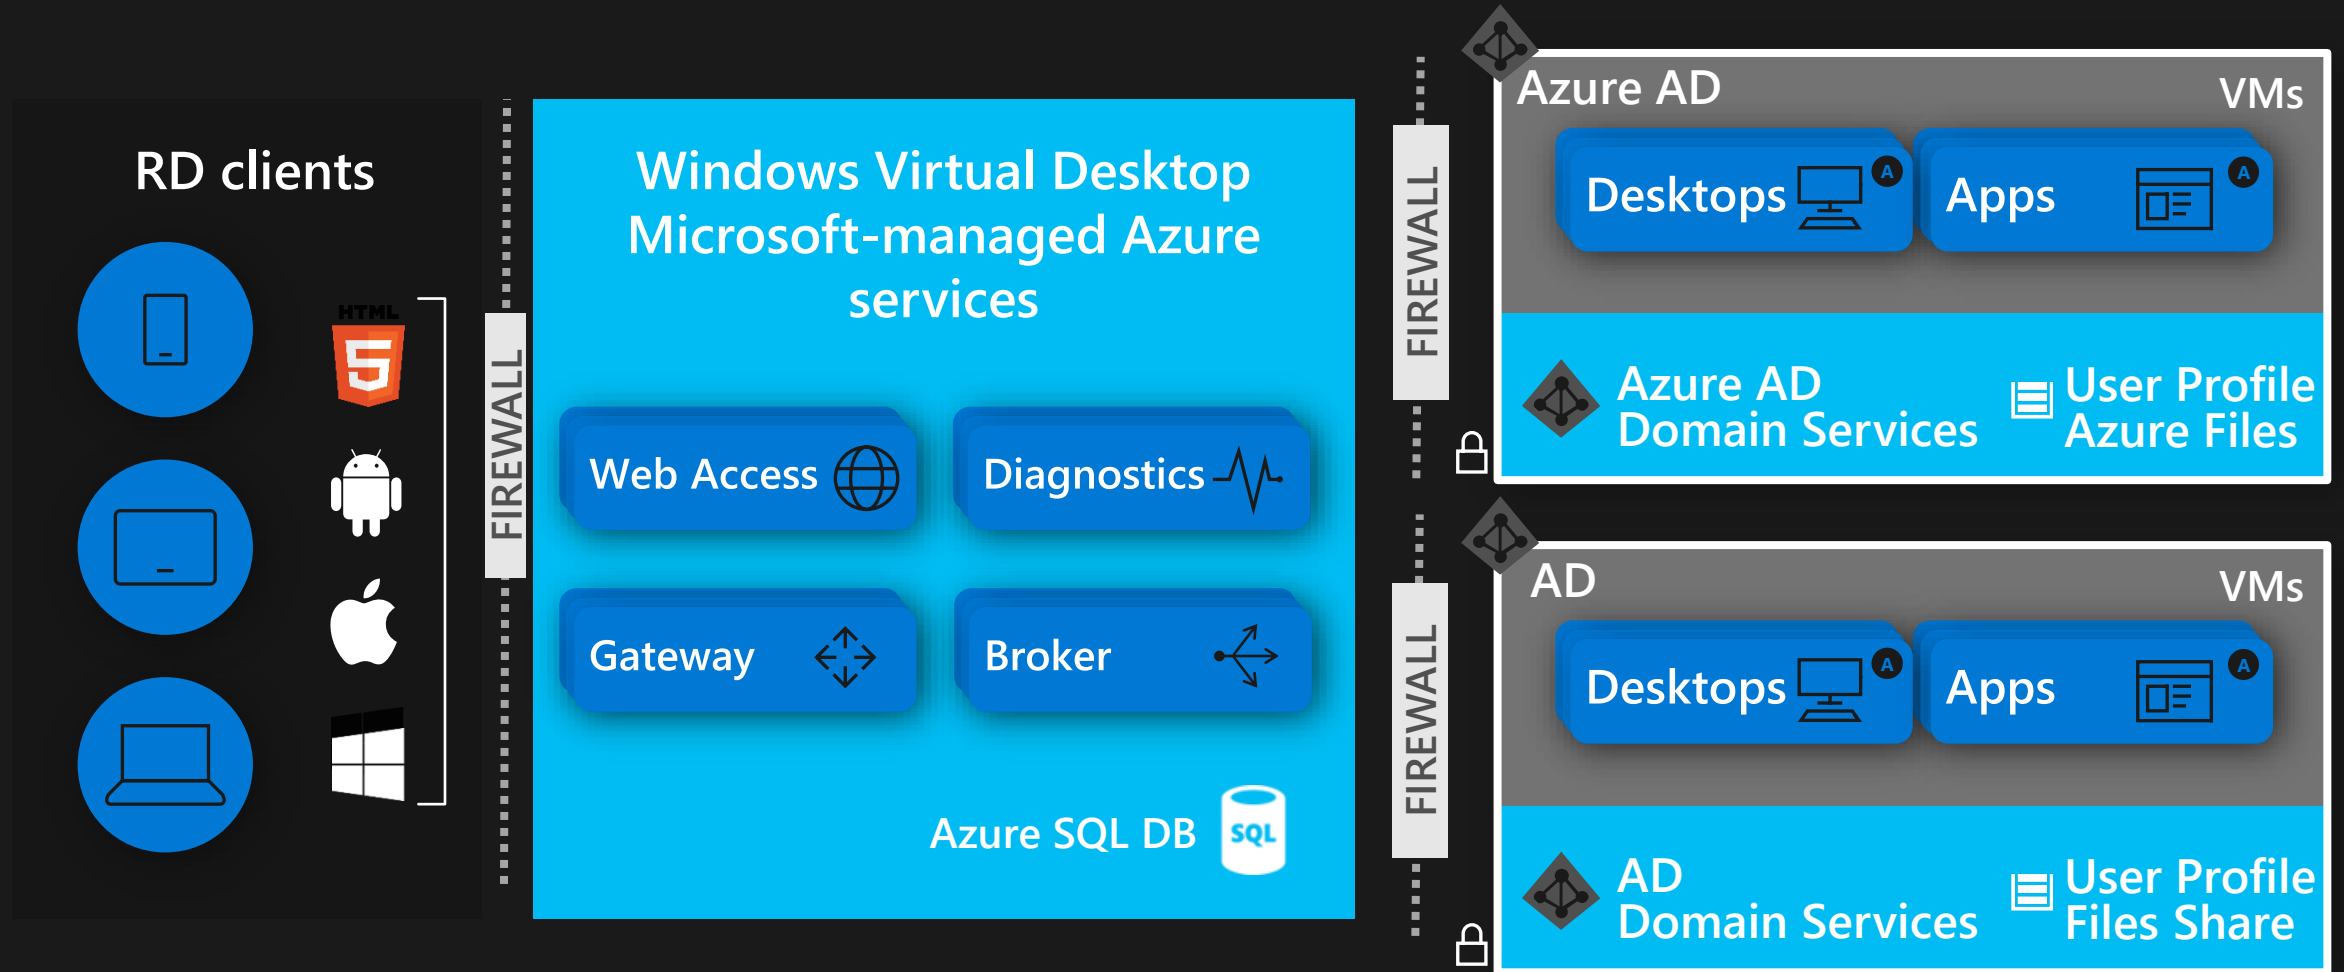 RD clients
HTML
5
FIREWALL
Windows Virtual Desktop
Microsoft-managed Azure
services
Web Access
Diagnostics
Gateway
Broker
Azure SQL DB
SQL
FIREWALL
Azure AD
VMs
Desktops
A
Apps
A
Azure AD
Domain Services
User Profile
Azure Files
FIREWALL
AD
VMs
Desktops
A
Apps
A
AD
Domain Services
User Profile
Files Share